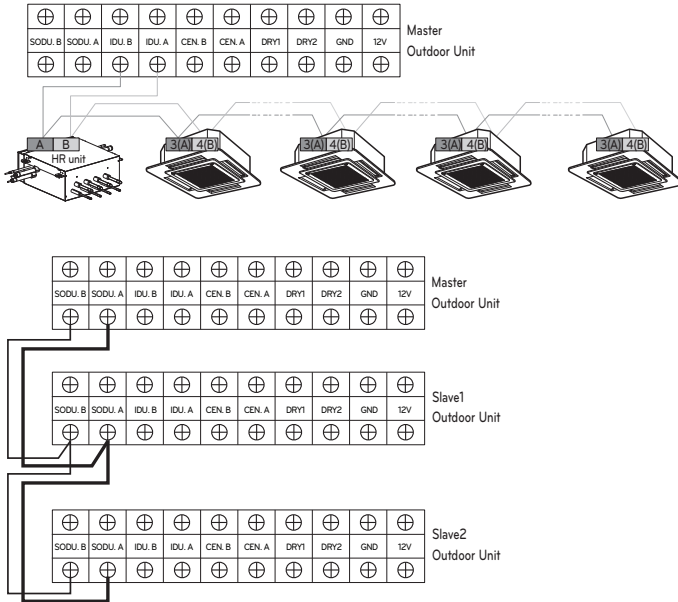 SODU. B SODU. A IDU. B IDU. A CEN. B CEN. A DRY1 DRY2 GND 12V
Master
Outdoor Unit
A B
HR unit
3(A) 4(B) 3(A) 4(B) 3(A) 4(B) 3(A) 4(B)
SODU. B SODU. A IDU. B IDU. A CEN. B CEN. A DRY1 DRY2 GND 12V
Master
Outdoor Unit
SODU. B SODU. A IDU. B IDU. A CEN. B CEN. A DRY1 DRY2 GND 12V
Slave1
Outdoor Unit
SODU. B SODU. A IDU. B IDU. A CEN. B CEN. A DRY1 DRY2 GND 12V
Slave2
Outdoor Unit